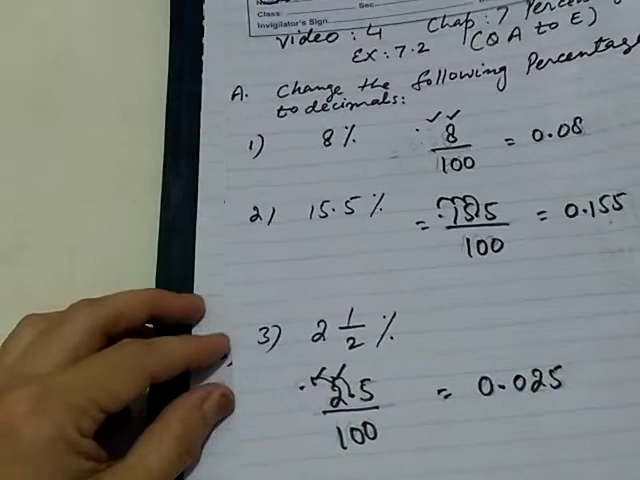 Class: Sec
Invigilator's Sign
Video : 4 Chap : 7
Ex : 7.2 (Q A to E)
A. Change the following Percentage
to decimals:
1) 8% 8/100 = 0.08
2) 15.5% = 15.5/100 = 0.155
3) 2 1/2 %
2.5/100 = 0.025